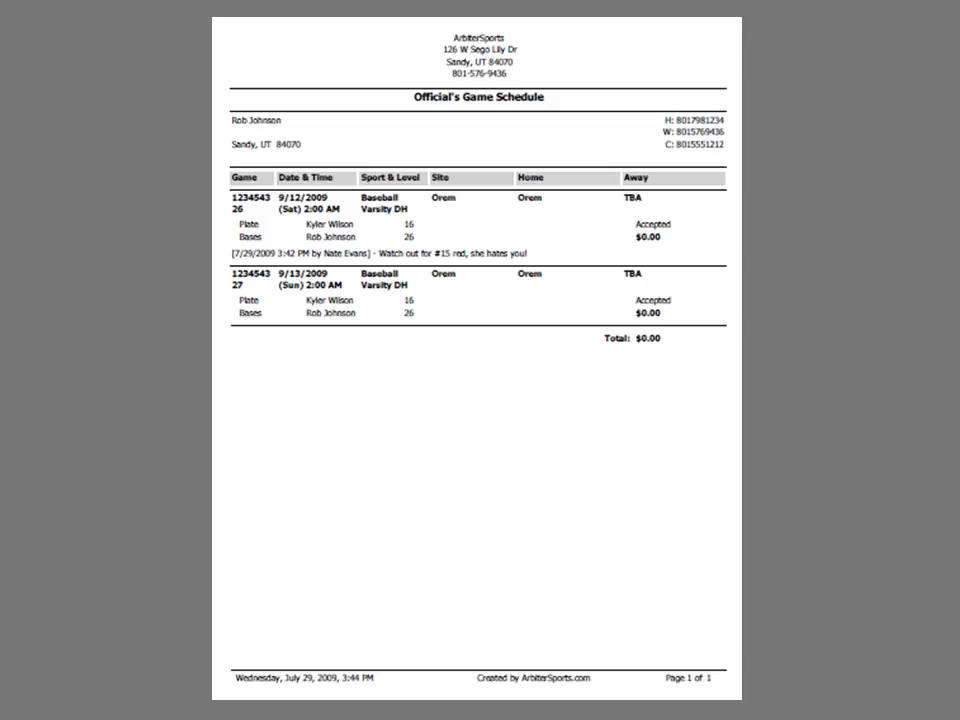 ArbiterSports
126 W Sego Lily Dr
Sandy, UT 84070
801-576-9436
Official's Game Schedule
Rob Johnson H: 8017981234
W: 8015769436
Sandy, UT 84070 C: 8015551212
Game Date & Time Sport & Level Site Home Away
1234543 9/12/2009 Baseball Orem Orem TBA
26 (Sat) 2:00 AM Varsity DH
Plate Kyler Wilson 16 Accepted
Bases Rob Johnson 26 $0.00
[7/29/2009 3:42 PM by Nate Evans] - Watch out for #15 red, she hates you!
1234543 9/13/2009 Baseball Orem Orem TBA
27 (Sun) 2:00 AM Varsity DH
Plate Kyler Wilson 16 Accepted
Bases Rob Johnson 26 $0.00
Total: $0.00
Wednesday, July 29, 2009, 3:44 PM Created by ArbiterSports.com Page 1 of 1